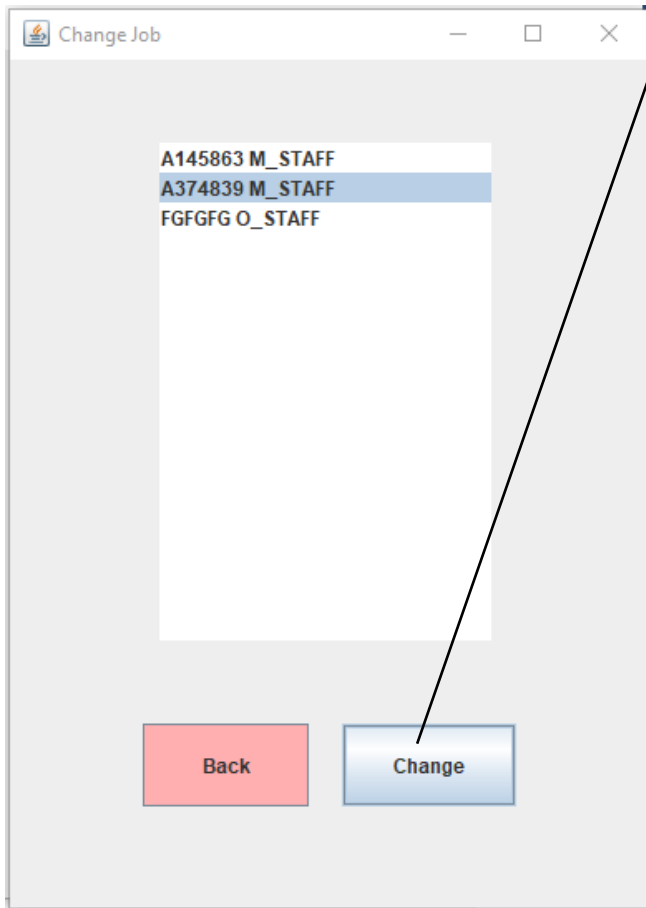 Change Job
A145863 M_STAFF
A374839 M_STAFF
FGFGFG O_STAFF
Back
Change